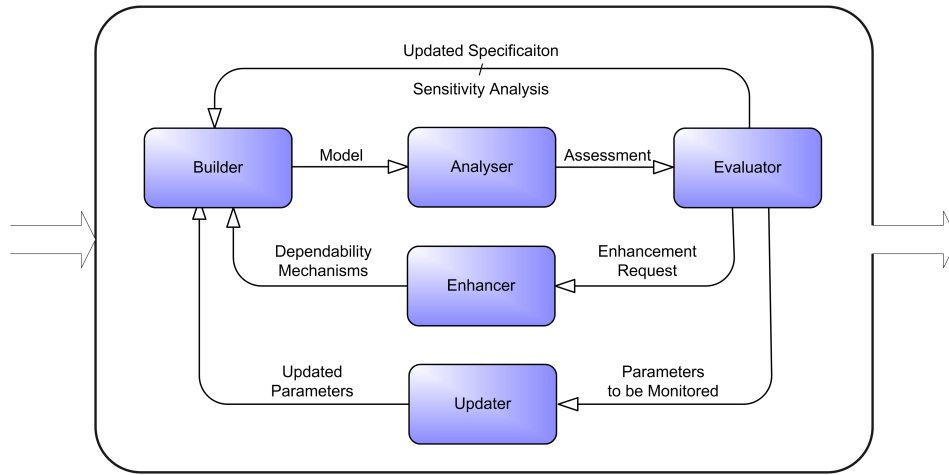 Updated Specificaiton
Sensitivity Analysis
Builder
Model
Analyser
Assessment
Evaluator
Dependability
Mechanisms
Enhancer
Enhancement
Request
Updated
Parameters
Updater
Parameters
to be Monitored